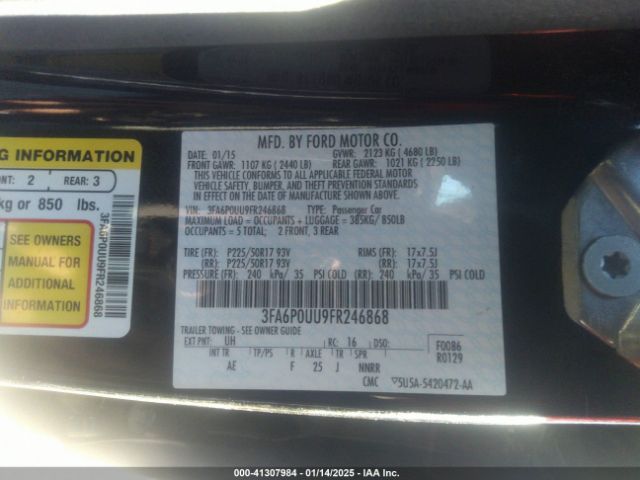 G INFORMATION
NT: 2 REAR: 3
kg or 850 lbs.
SEE OWNERS
MANUAL FOR
ADDITIONAL
INFORMATION
3FA6P0UU9FR246868
MFD. BY FORD MOTOR CO.
DATE: 01/15 GVWR: 2123 KG ( 4680 LB)
FRONT GAWR: 1107 KG ( 2440 LB) REAR GAWR: 1021 KG ( 2250 LB)
THIS VEHICLE CONFORMS TO ALL APPLICABLE FEDERAL MOTOR
VEHICLE SAFETY, BUMPER, AND THEFT PREVENTION STANDARDS
IN EFFECT ON THE DATE OF MANUFACTURE SHOWN ABOVE.
VIN: 3FA6P0UU9FR246868 TYPE: Passenger Car
MAXIMUM LOAD = OCCUPANTS + LUGGAGE = 385KG/ 850LB
OCCUPANTS = 5 TOTAL: 2 FRONT, 3 REAR
TIRE (FR): P225/50R17 93V RIMS (FR): 17x7.5J
(RR): P225/50R17 93V (RR): 17x7.5J
PRESSURE (FR): 240 kPa/ 35 PSI COLD (RR): 240 kPa/ 35 PSI COLD
3FA6P0UU9FR246868
TRAILER TOWING - SEE OWNER GUIDE
EXT PNT: UH RC: 16 DSO: F0086
R0129
INT TR TP/PS R AXLE TR SPR
AE F 25 J NNRR
CMC 5U5A-5420472-AA
000-41307984 - 01/14/2025 - IAA Inc.